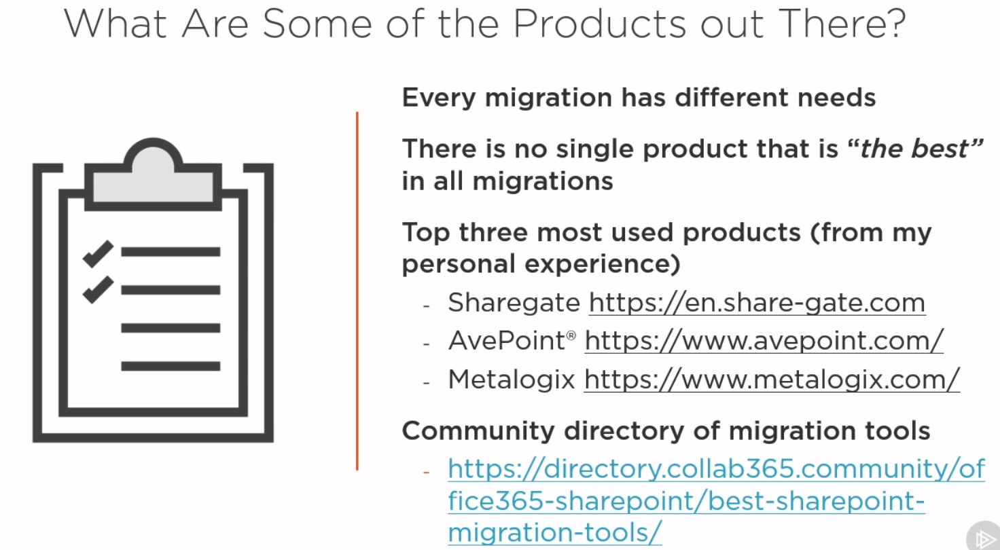 What Are Some of the Products out There?
Every migration has different needs
There is no single product that is “the best”
in all migrations
Top three most used products (from my
personal experience)
- Sharegate https://en.share-gate.com
- AvePoint® https://www.avepoint.com/
- Metalogix https://www.metalogix.com/
Community directory of migration tools
- https://directory.collab365.community/of
fice365-sharepoint/best-sharepoint-
migration-tools/